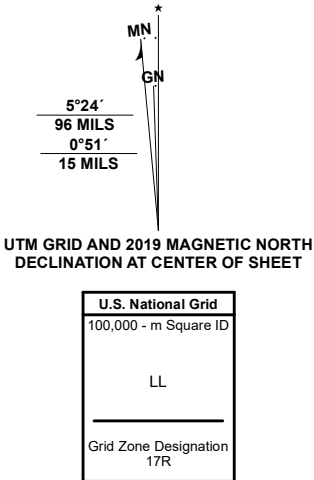 ★
MN
GN
5°24´
96 MILS
0°51´
15 MILS
UTM GRID AND 2019 MAGNETIC NORTH
DECLINATION AT CENTER OF SHEET
U.S. National Grid
100,000 - m Square ID
LL
Grid Zone Designation
17R